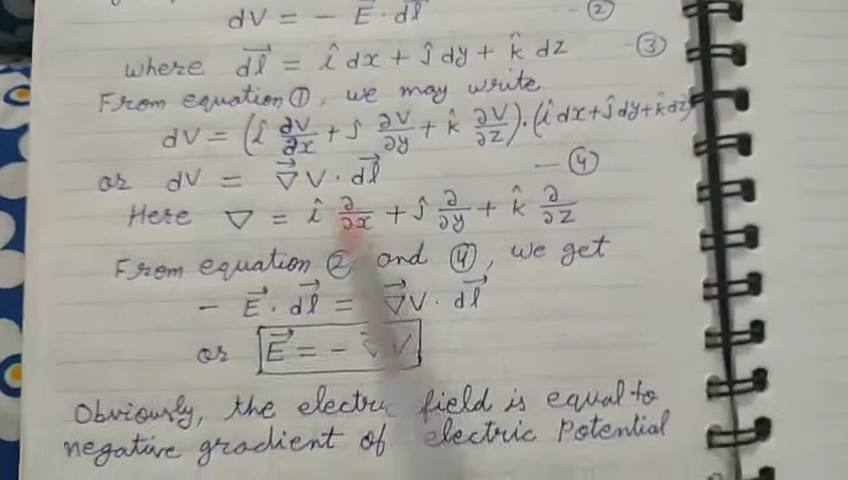 dV = - E⃗ · dl⃗ — ②
where dl⃗ = î dx + ĵ dy + k̂ dz — ③
From equation ①, we may write
dV = (î ∂V/∂x + ĵ ∂V/∂y + k̂ ∂V/∂z) · (î dx + ĵ dy + k̂ dz)
or dV = ∇⃗V · dl⃗ — ④
Here ∇ = î ∂/∂x + ĵ ∂/∂y + k̂ ∂/∂z
From equation ② and ④, we get
- E⃗ · dl⃗ = ∇⃗V · dl⃗
or E⃗ = - ∇⃗V
Obviously, the electric field is equal to
negative gradient of electric Potential